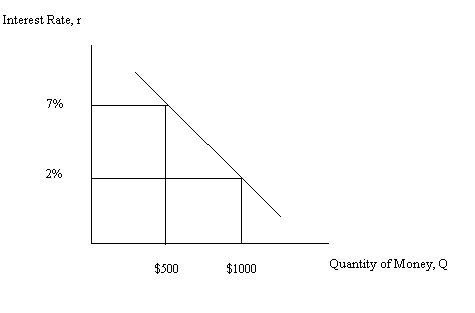 Interest Rate, r
7%
2%
$500
$1000
Quantity of Money, Q